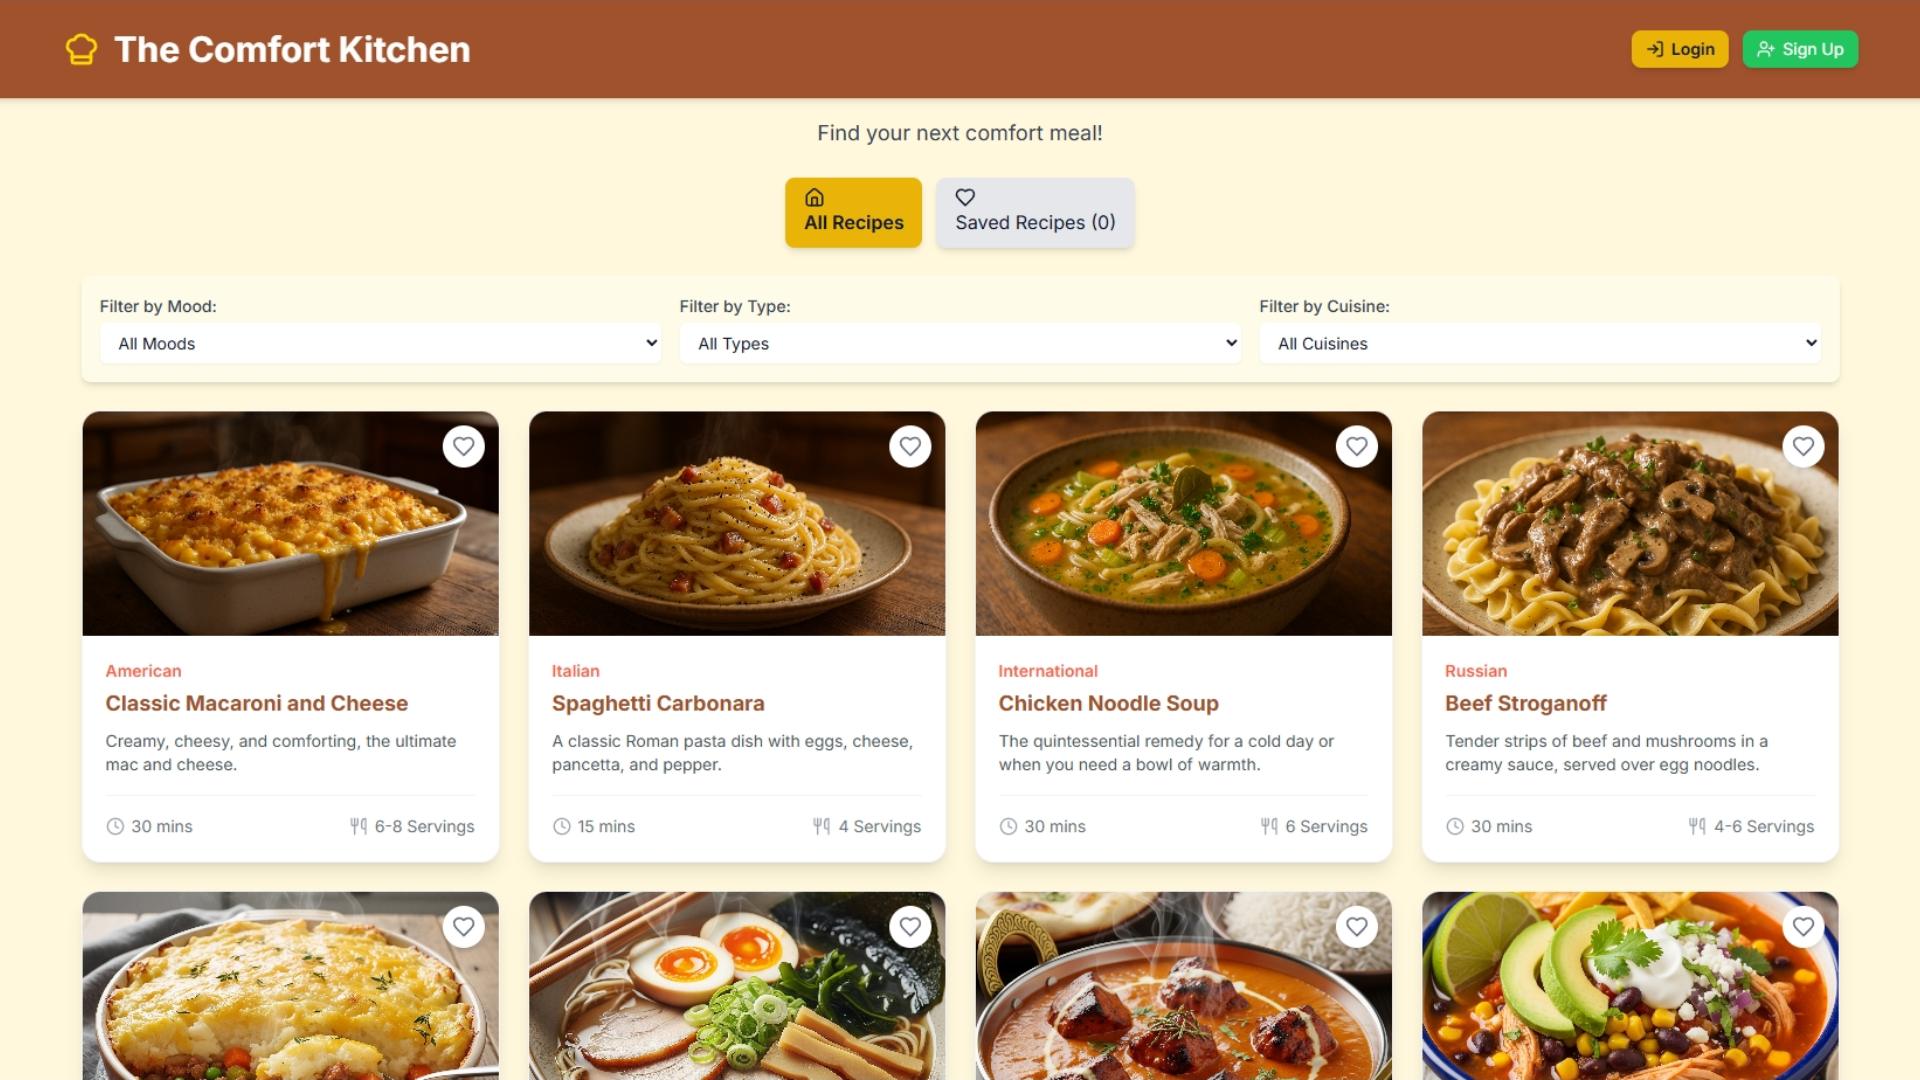 The Comfort Kitchen
Login
Sign Up
Find your next comfort meal!
All Recipes
Saved Recipes (0)
Filter by Mood:
All Moods
Filter by Type:
All Types
Filter by Cuisine:
All Cuisines
American
Classic Macaroni and Cheese
Creamy, cheesy, and comforting, the ultimate
mac and cheese.
30 mins
6-8 Servings
Italian
Spaghetti Carbonara
A classic Roman pasta dish with eggs, cheese,
pancetta, and pepper.
15 mins
4 Servings
International
Chicken Noodle Soup
The quintessential remedy for a cold day or
when you need a bowl of warmth.
30 mins
6 Servings
Russian
Beef Stroganoff
Tender strips of beef and mushrooms in a
creamy sauce, served over egg noodles.
30 mins
4-6 Servings